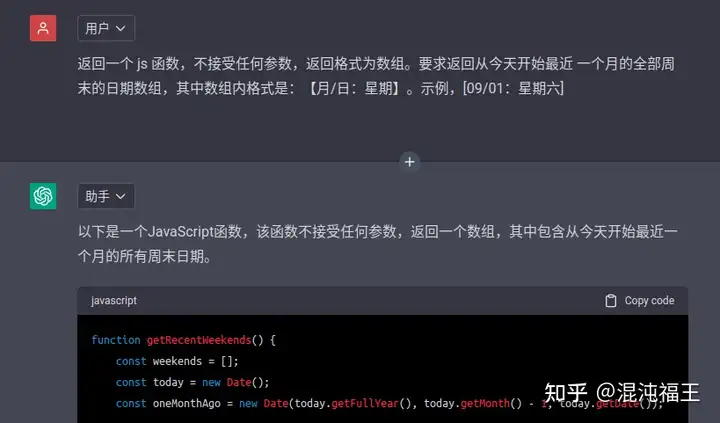 用户
返回一个 js 函数，不接受任何参数，返回格式为数组。要求返回从今天开始最近 一个月的全部周
末的日期数组，其中数组内格式是：【月/日：星期】。示例，[09/01：星期六]
助手
以下是一个JavaScript函数，该函数不接受任何参数，返回一个数组，其中包含从今天开始最近一
个月的所有周末日期。
javascript
Copy code
function getRecentWeekends() {
const weekends = [];
const today = new Date();
const oneMonthAgo = new Date(today.getFullYear(), today.getMonth() - 1, today.getDate());
知乎 @混沌福王